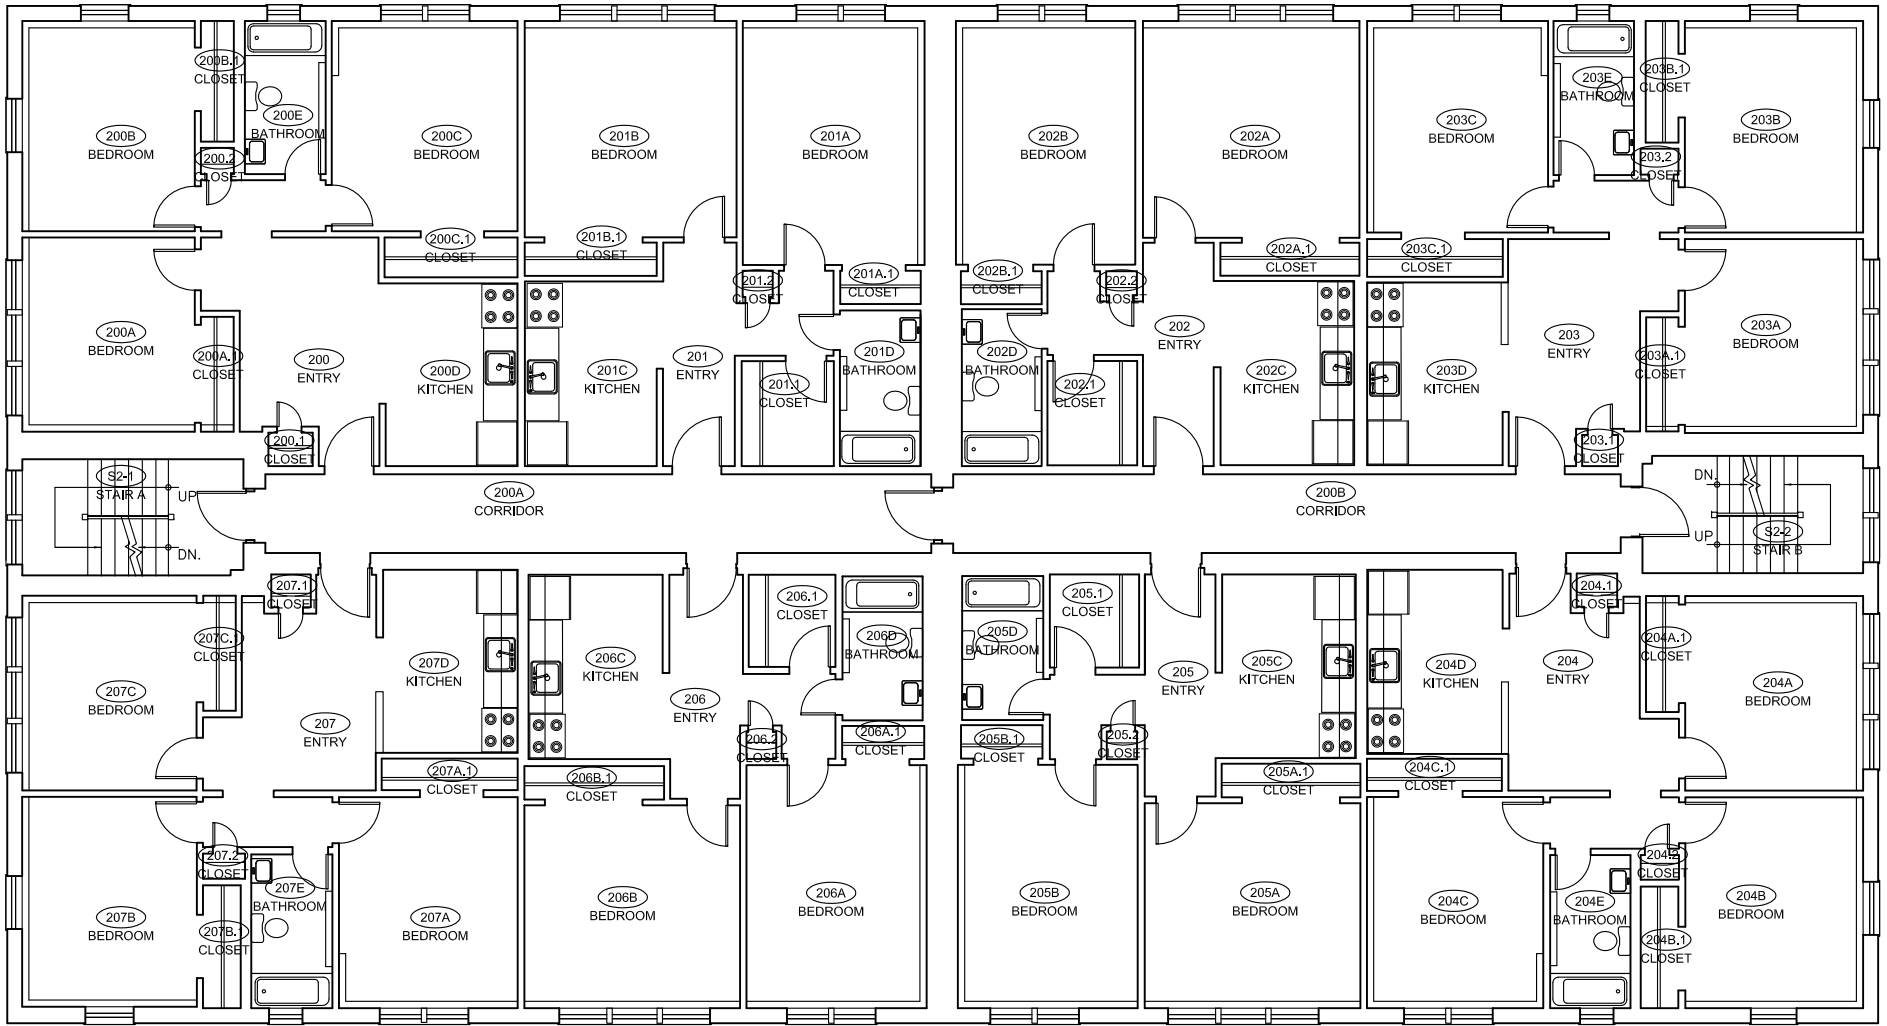 200B
BEDROOM
200B.1
CLOSET
200E
BATHROOM
200.2
CLOSET
200C
BEDROOM
200C.1
CLOSET
201B
BEDROOM
201B.1
CLOSET
201A
BEDROOM
201A.1
CLOSET
201.2
CLOSET
202B
BEDROOM
202B.1
CLOSET
202.2
CLOSET
202A
BEDROOM
202A.1
CLOSET
203C
BEDROOM
203C.1
CLOSET
203E
BATHROOM
203B.1
CLOSET
203.2
CLOSET
203B
BEDROOM
200A
BEDROOM
200A.1
CLOSET
200
ENTRY
200D
KITCHEN
200.1
CLOSET
201C
KITCHEN
201
ENTRY
201.1
CLOSET
201D
BATHROOM
202D
BATHROOM
202.1
CLOSET
202
ENTRY
202C
KITCHEN
203D
KITCHEN
203
ENTRY
203A.1
CLOSET
203.1
CLOSET
203A
BEDROOM
S2-1
STAIR A
UP
DN.
200A
CORRIDOR
200B
CORRIDOR
DN.
UP
S2-2
STAIR B
207.1
CLOSET
207C.1
CLOSET
207C
BEDROOM
207
ENTRY
207D
KITCHEN
207A.1
CLOSET
206C
KITCHEN
206
ENTRY
206.1
CLOSET
206D
BATHROOM
206.2
CLOSET
206A.1
CLOSET
206B.1
CLOSET
205D
BATHROOM
205.1
CLOSET
205B.1
CLOSET
205.2
CLOSET
205
ENTRY
205C
KITCHEN
205A.1
CLOSET
204D
KITCHEN
204C.1
CLOSET
204
ENTRY
204.1
CLOSET
204A.1
CLOSET
204A
BEDROOM
207B
BEDROOM
207.2
CLOSET
207B.1
CLOSET
207E
BATHROOM
207A
BEDROOM
206B
BEDROOM
206A
BEDROOM
205B
BEDROOM
205A
BEDROOM
204C
BEDROOM
204E
BATHROOM
204.2
CLOSET
204B.1
CLOSET
204B
BEDROOM